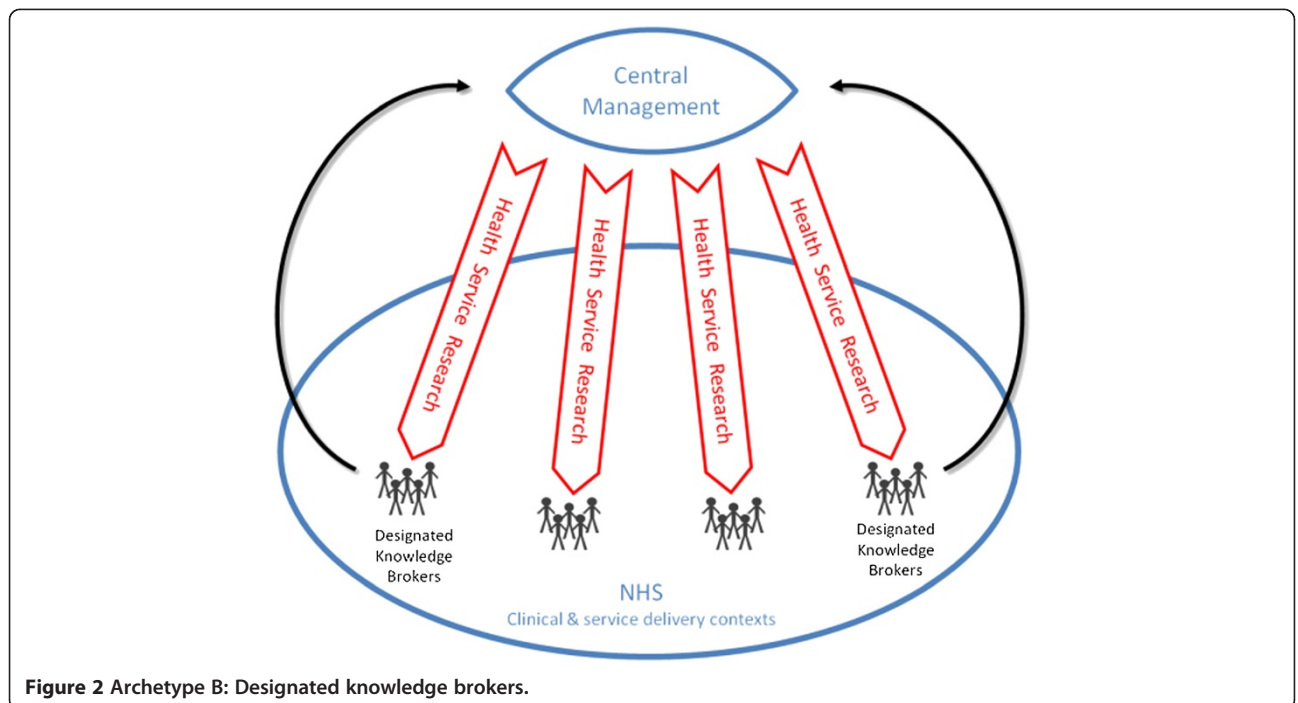 Central
Management
Health Service Research
Health Service Research
Health Service Research
Health Service Research
Designated
Knowledge
Brokers
Designated
Knowledge
Brokers
NHS
Clinical & service delivery contexts
Figure 2 Archetype B: Designated knowledge brokers.